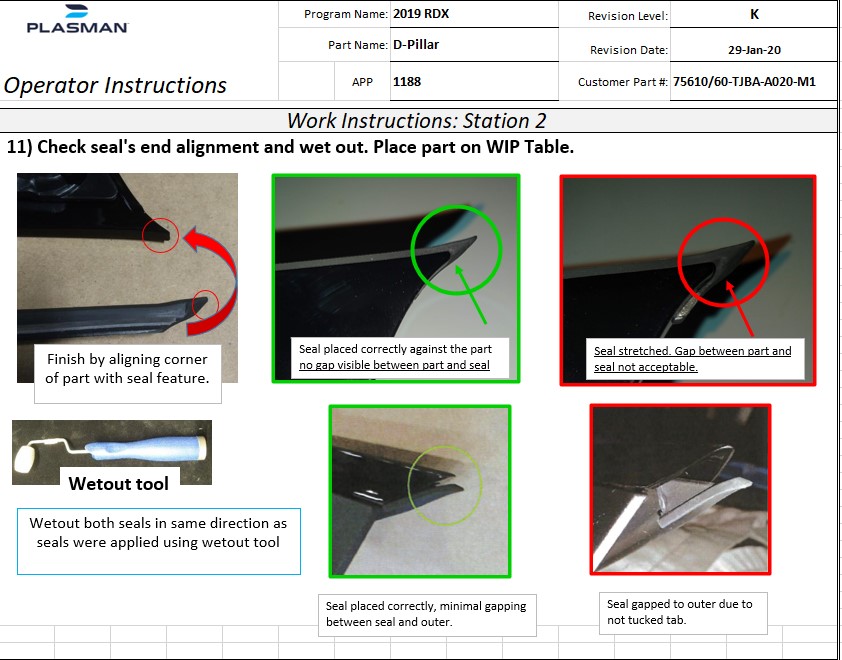 PLASMAN
Program Name: 2019 RDX
Revision Level: K
Part Name: D-Pillar
Revision Date: 29-Jan-20
Operator Instructions
APP 1188
Customer Part #: 75610/60-TJBA-A020-M1
Work Instructions: Station 2
11) Check seal's end alignment and wet out. Place part on WIP Table.
Finish by aligning corner
of part with seal feature.
Seal placed correctly against the part
no gap visible between part and seal
Seal stretched. Gap between part and
seal not acceptable.
Wetout tool
Wetout both seals in same direction as
seals were applied using wetout tool
Seal placed correctly, minimal gapping
between seal and outer.
Seal gapped to outer due to
not tucked tab.